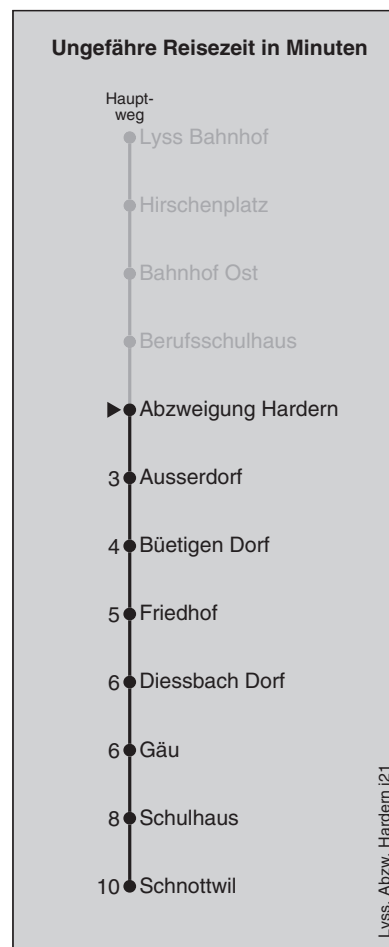 Ungefähre Reisezeit in Minuten
Haupt-
weg
Lyss Bahnhof
Hirschenplatz
Bahnhof Ost
Berufsschulhaus
Abzweigung Hardern
3 Ausserdorf
4 Büetigen Dorf
5 Friedhof
6 Diessbach Dorf
6 Gäu
8 Schulhaus
10 Schnottwil
Lyss, Abzw. Hardern j21